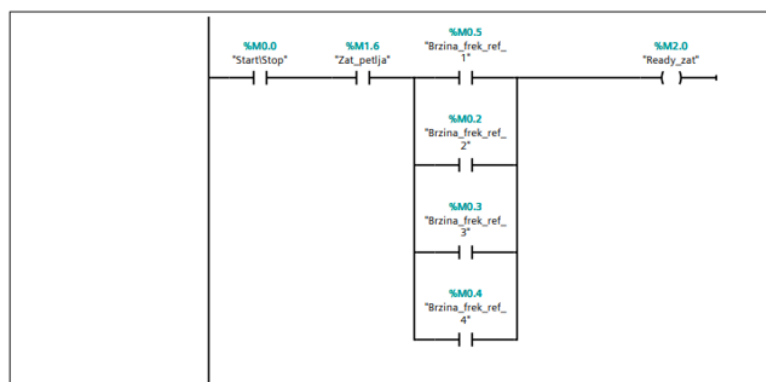 %M0.0
"Start\Stop"
%M1.6
"Zat_petlja"
%M0.5
"Brzina_frek_ref_
1"
%M2.0
"Ready_zat"
%M0.2
"Brzina_frek_ref_
2"
%M0.3
"Brzina_frek_ref_
3"
%M0.4
"Brzina_frek_ref_
4"